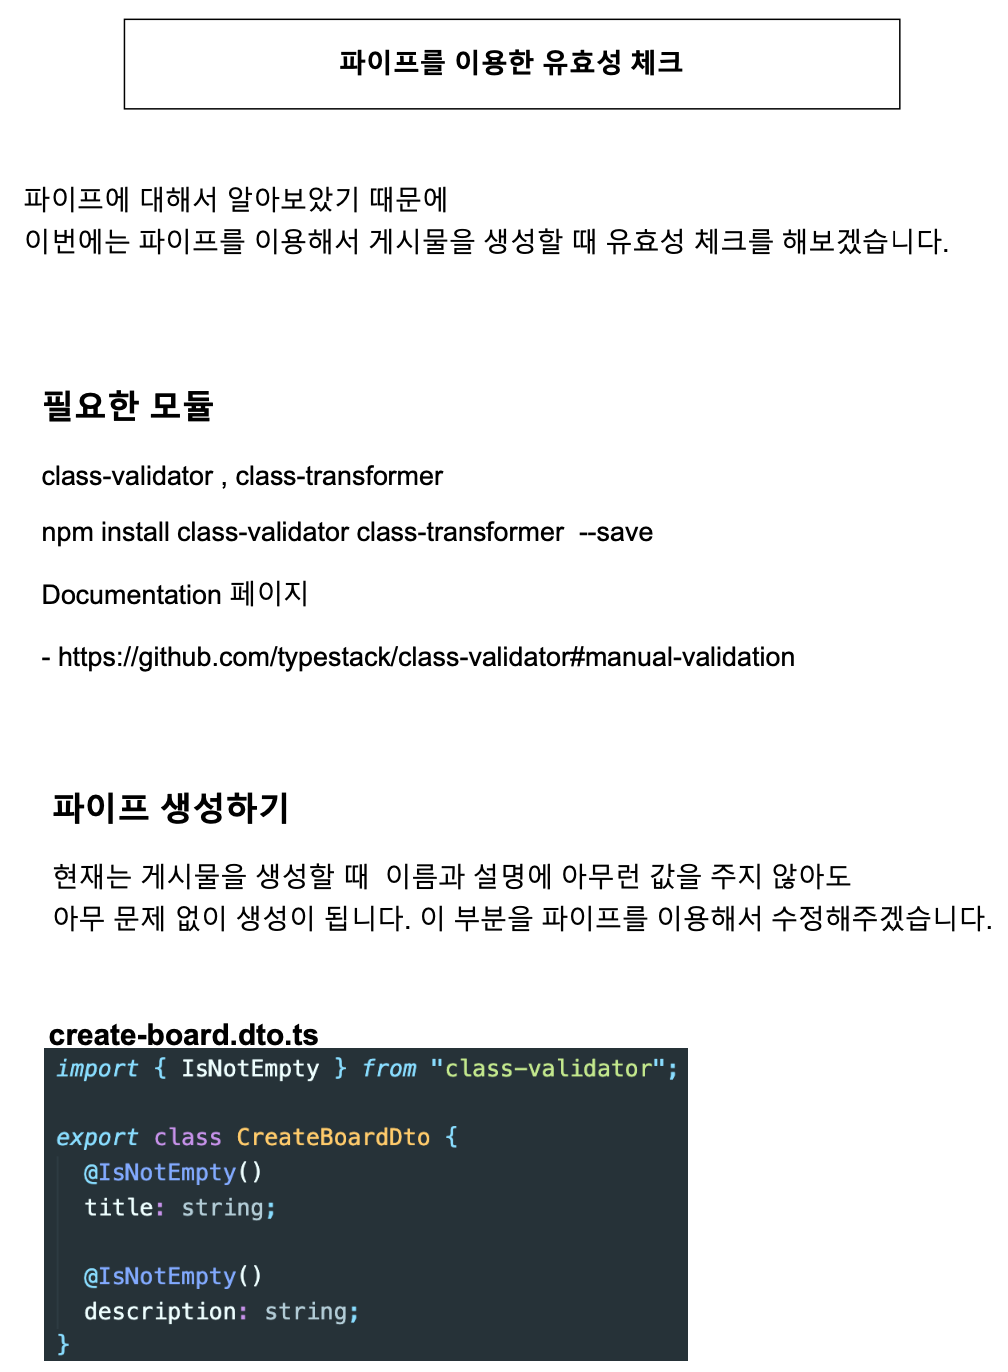 파이프를 이용한 유효성 체크
파이프에 대해서 알아보았기 때문에
이번에는 파이프를 이용해서 게시물을 생성할 때 유효성 체크를 해보겠습니다.
필요한 모듈
class-validator , class-transformer
npm install class-validator class-transformer  --save
Documentation 페이지
- https://github.com/typestack/class-validator#manual-validation
파이프 생성하기
현재는 게시물을 생성할 때  이름과 설명에 아무런 값을 주지 않아도
아무 문제 없이 생성이 됩니다. 이 부분을 파이프를 이용해서 수정해주겠습니다.
create-board.dto.ts
import { IsNotEmpty } from "class-validator";
export class CreateBoardDto {
  @IsNotEmpty()
  title: string;
  @IsNotEmpty()
  description: string;
}